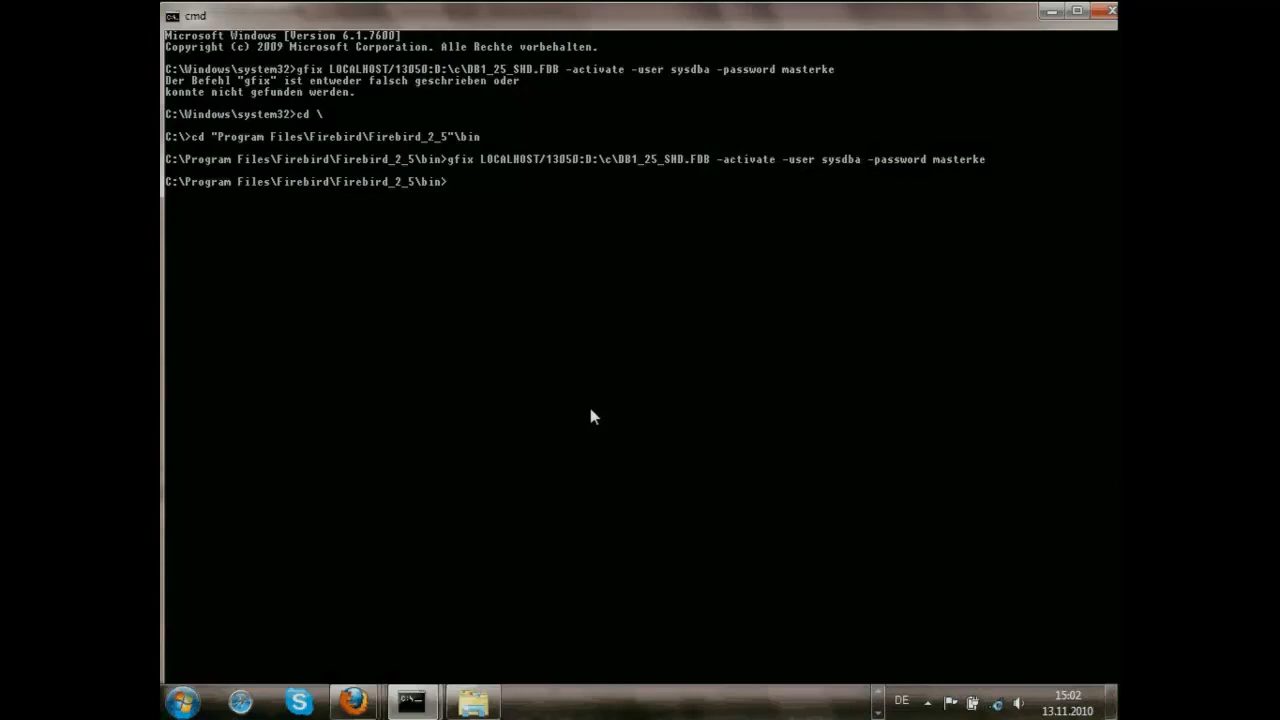 cmd
Microsoft Windows [Version 6.1.7600]
Copyright (c) 2009 Microsoft Corporation. Alle Rechte vorbehalten.
C:\Windows\system32>gfix LOCALHOST/13050:D:\c\DB1_25_SHD.FDB -activate -user sysdba -password masterke
Der Befehl "gfix" ist entweder falsch geschrieben oder
konnte nicht gefunden werden.
C:\Windows\system32>cd \
C:\>cd "Program Files\Firebird\Firebird_2_5"\bin
C:\Program Files\Firebird\Firebird_2_5\bin>gfix LOCALHOST/13050:D:\c\DB1_25_SHD.FDB -activate -user sysdba -password masterke
C:\Program Files\Firebird\Firebird_2_5\bin>
DE
15:02
13.11.2010